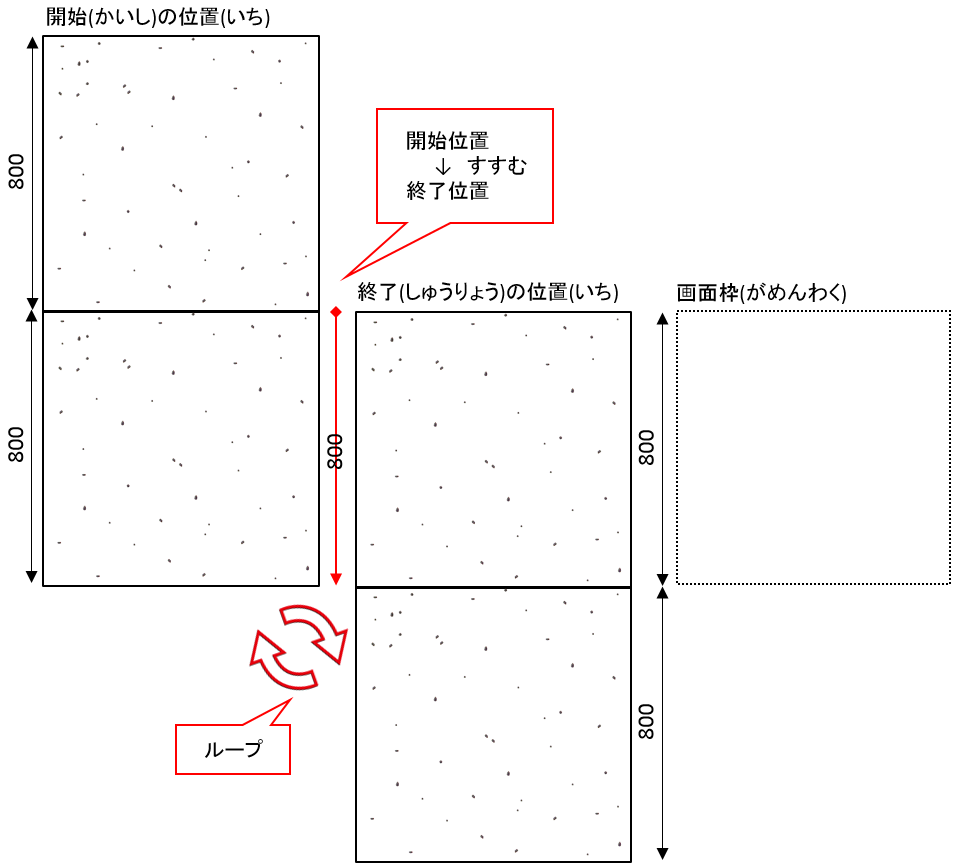 開始(かいし)の位置(いち)
800
800
開始位置
↓ すすむ
終了位置
800
終了(しゅうりょう)の位置(いち)
800
800
画面枠(がめんわく)
ループ